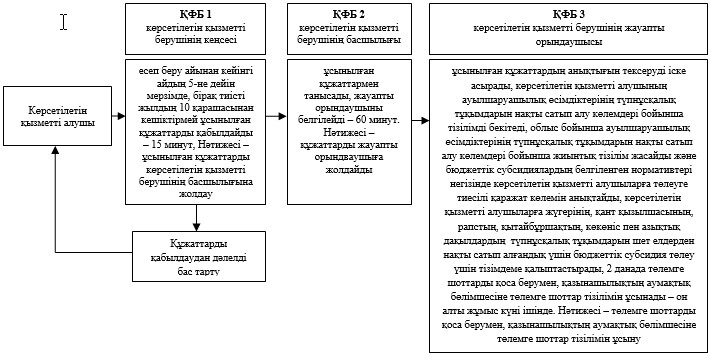 ҚФБ 1
көрсетілетін қызметті
берушінің кеңсесі
ҚФБ 2
көрсетілетін қызметті
берушінің басшылығы
ҚФБ 3
көрсетілетін қызметті берушінің жауапты
орындаушысы
Көрсетілетін
қызметті алушы
есеп беру айынан кейінгі
айдың 5-не дейін
мерзімде, бірақ тиісті
жылдың 10 қарашасынан
кешіктірмей ұсынылған
құжаттарды қабылдайды
– 15 минут, Нәтижесі –
ұсынылған құжаттарды
көрсетілетін қызметті
берушінің басшылығына
жолдау
ұсынылған
құжаттармен
танысады, жауапты
орындаушыны
белгілейді – 60 минут.
Нәтижесі –
құжаттарды жауапты
орындваушыға
жолдайды
ұсынылған құжаттардың анықтығын тексеруді іске
асырады, көрсетілетін қызметті алушының
ауылшаруашылық өсімдіктерінің түпнұсқалық
тұқымдарын нақты сатып алу көлемдері бойынша
тізілімді бекітеді, облыс бойынша ауылшаруашылық
өсімдіктерінің түпнұсқалық тұқымдарын нақты сатып
алу көлемдері бойынша жиынтық тізілім жасайды және
бюджеттік субсидиялардың белгіленген нормативтері
негізінде көрсетілетін қызметті алушыларға төлеуге
тиесілі қаражат көлемін анықтайды, көрсетілетін
қызметті алушыларға жүгерінің, қант қызылшасының,
рапстың, қытайбұршақтың, көкөніс пен азықтық
дақылдардың түпнұсқалық тұқымдарын шет елдерден
нақты сатып алғандық үшін бюджеттік субсидия төлеу
үшін тізімдеме қалыптастырады, 2 данада төлемге
шоттарды қоса берумен, қазынашылықтың аумақтық
бөлімшесіне төлемге шоттар тізілімін ұсынады – он
алты жұмыс күні ішінде. Нәтижесі – төлемге шоттарды
қоса берумен, қазынашылықтың аумақтық бөлімшесіне
төлемге шоттар тізілімін ұсыну
Құжаттарды
қабылдаудан дәлелді
бас тарту